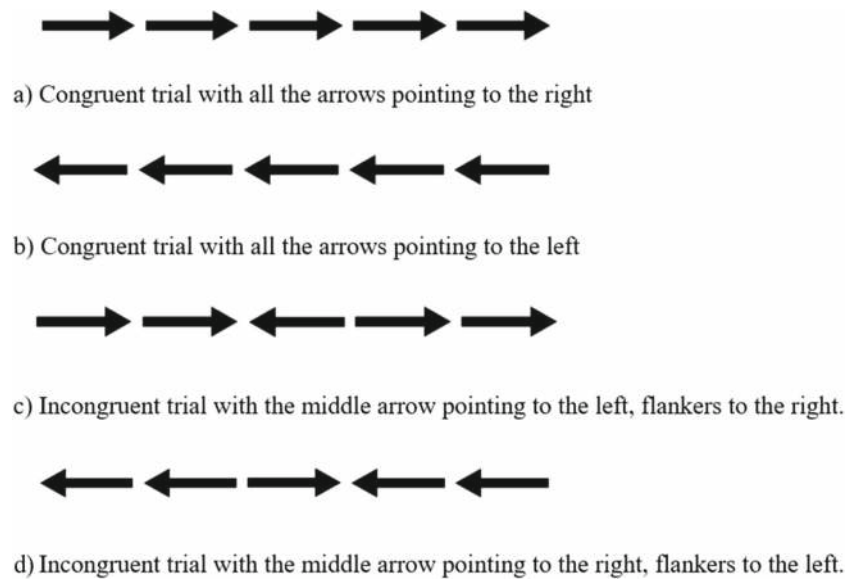 a) Congruent trial with all the arrows pointing to the right
b) Congruent trial with all the arrows pointing to the left
c) Incongruent trial with the middle arrow pointing to the left, flankers to the right.
d) Incongruent trial with the middle arrow pointing to the right, flankers to the left.